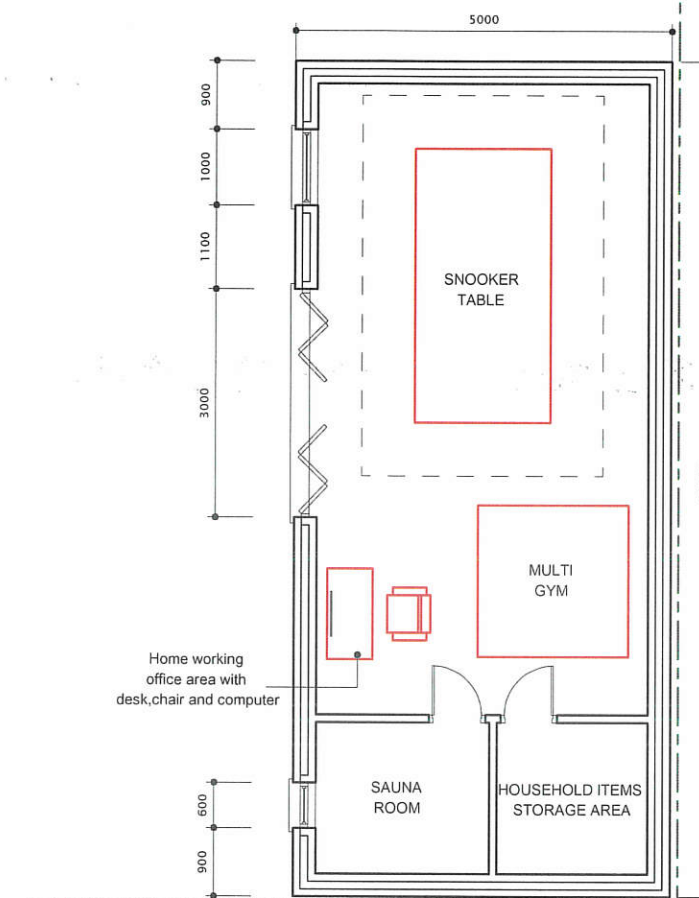 5000
900
1000
1100
3000
600
900
SNOOKER
TABLE
MULTI
GYM
Home working
office area with
desk,chair and computer
SAUNA
ROOM
HOUSEHOLD ITEMS
STORAGE AREA